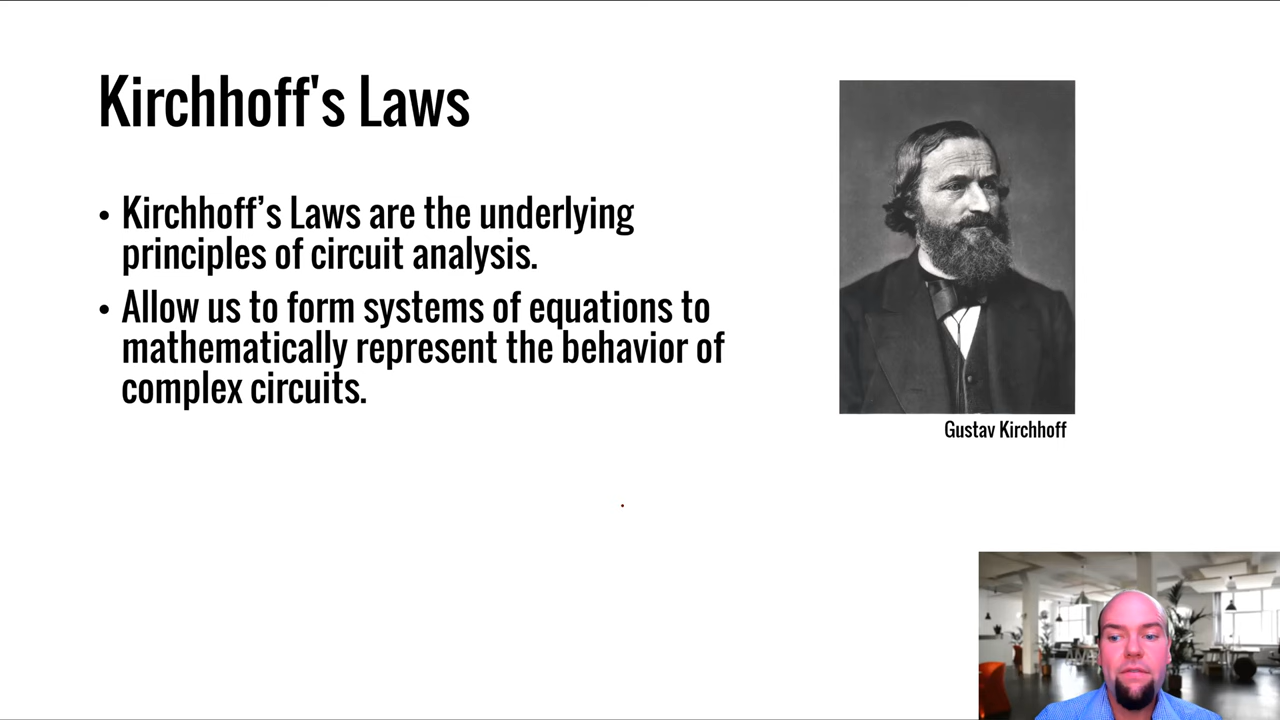 Kirchhoff's Laws
• Kirchhoff’s Laws are the underlying
principles of circuit analysis.
• Allow us to form systems of equations to
mathematically represent the behavior of
complex circuits.
Gustav Kirchhoff